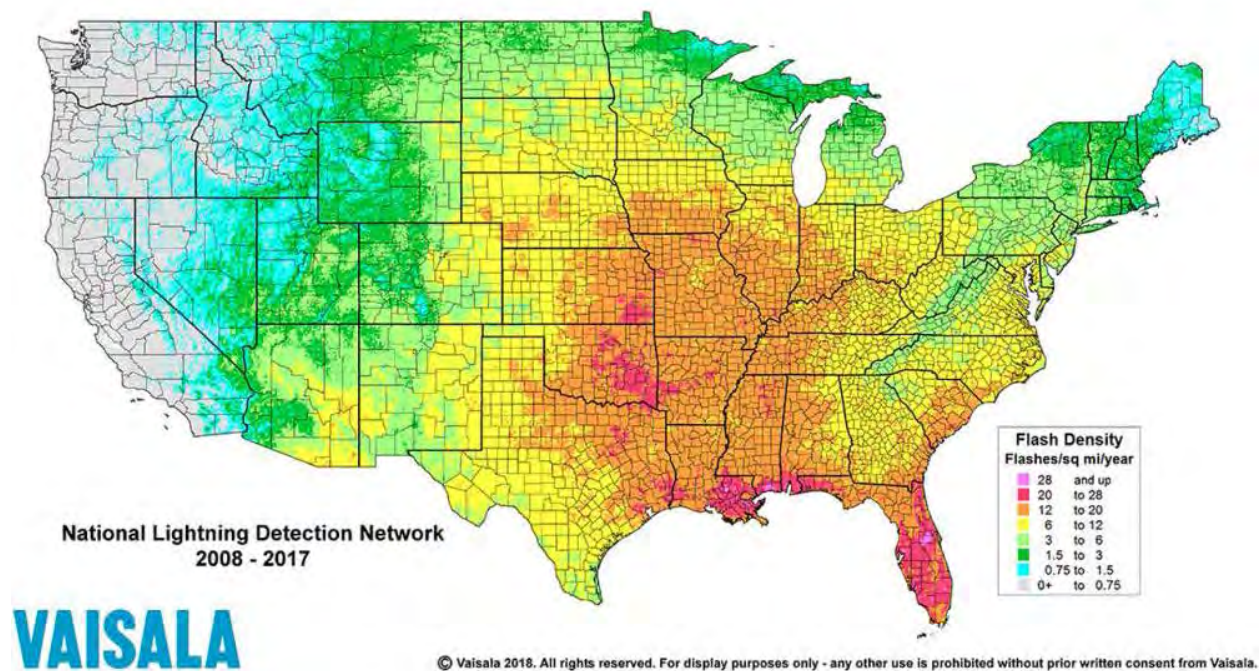 Flash Density
Flashes/sq mi/year
28 and up
20 to 28
12 to 20
6 to 12
3 to 6
1.5 to 3
0.75 to 1.5
0+ to 0.75
National Lightning Detection Network
2008 - 2017
VAISALA
© Vaisala 2018. All rights reserved. For display purposes only - any other use is prohibited without prior written consent from Vaisala.